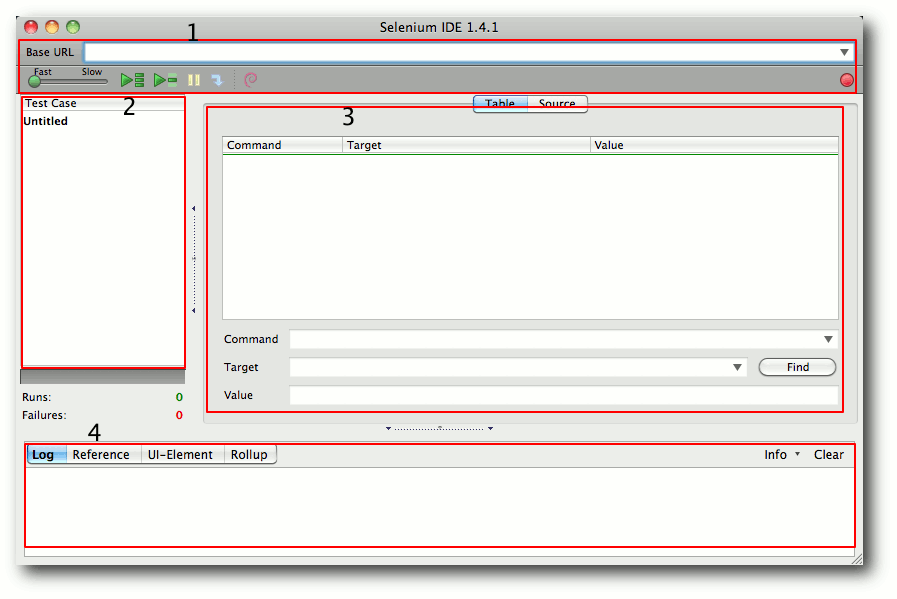 Selenium IDE 1.4.1
1
Base URL
Fast Slow
Test Case
2
Untitled
Table Source
3
Command Target Value
Command
Target Find
Value
Runs: 0
Failures: 0
4
Log Reference UI-Element Rollup Info Clear